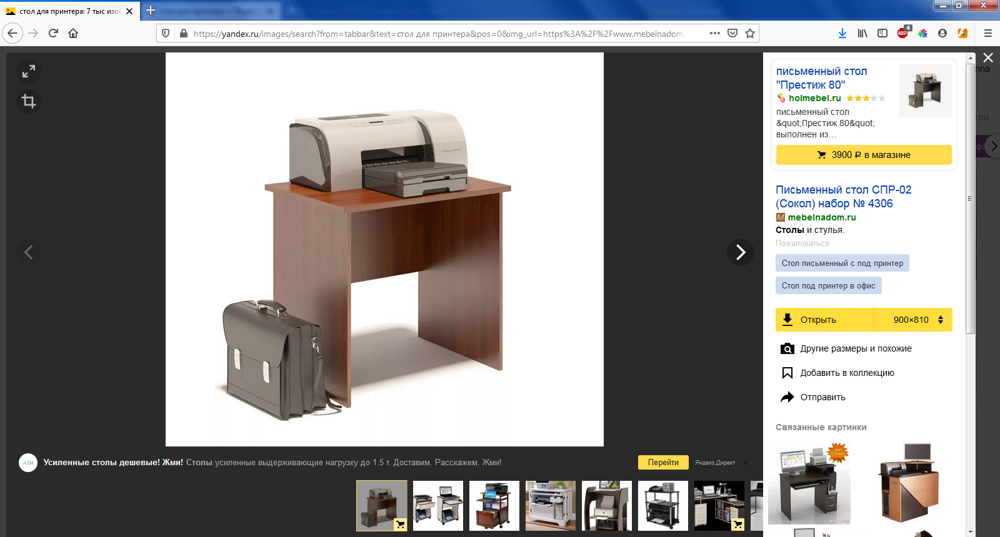 стол для принтера: 7 тыс изоб
https://yandex.ru/images/search?from=tabbar&text=стол для принтера&pos=0&img_url=https%3A%2F%2Fwww.mebelnadom.
ABP
4
письменный стол
"Престиж 80"
holmebel.ru
письменный стол
&quot;Престиж 80&quot;
выполнен из...
3900 ₽ в магазине
Письменный стол СПР-02
(Сокол) набор № 4306
mebelnadom.ru
Столы и стулья.
Пожаловаться
Стол письменный с под принтер
Стол под принтер в офис
Открыть
900×810
Другие размеры и похожие
Добавить в коллекцию
Отправить
Связанные картинки
ХИТ
Усиленные столы дешевые! Жми! Столы усиленные выдерживающие нагрузку до 1.5 т. Доставим. Расскажем. Жми!
Перейти
Яндекс.Директ